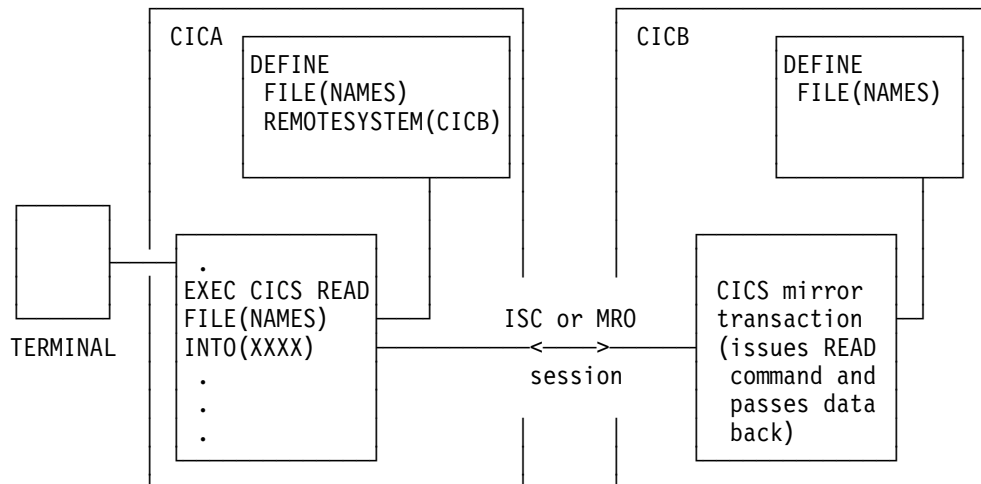 CICA
DEFINE
FILE(NAMES)
REMOTESYSTEM(CICB)
TERMINAL
.
EXEC CICS READ
FILE(NAMES)
INTO(XXXX)
.
.
.
ISC or MRO
<--->
session
CICB
DEFINE
FILE(NAMES)
CICS mirror
transaction
(issues READ
command and
passes data
back)